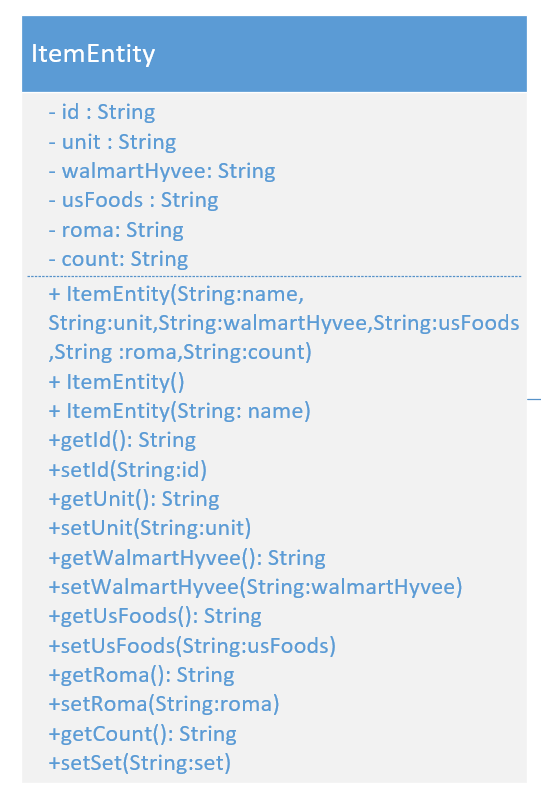 ItemEntity
- id : String
- unit : String
- walmartHyvee: String
- usFoods : String
- roma: String
- count: String
+ ItemEntity(String:name,
String:unit,String:walmartHyvee,String:usFoods
,String :roma,String:count)
+ ItemEntity()
+ ItemEntity(String: name)
+getId(): String
+setId(String:id)
+getUnit(): String
+setUnit(String:unit)
+getWalmartHyvee(): String
+setWalmartHyvee(String:walmartHyvee)
+getUsFoods(): String
+setUsFoods(String:usFoods)
+getRoma(): String
+setRoma(String:roma)
+getCount(): String
+setSet(String:set)